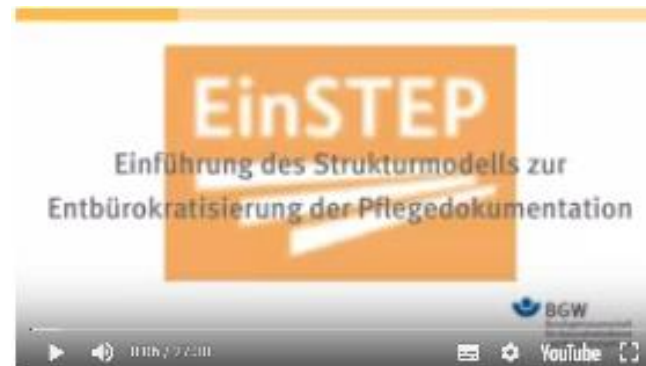 EinSTEP
Einführung des Strukturmodells zur
Entbürokratisierung der Pflegedokumentation
BGW
YouTube